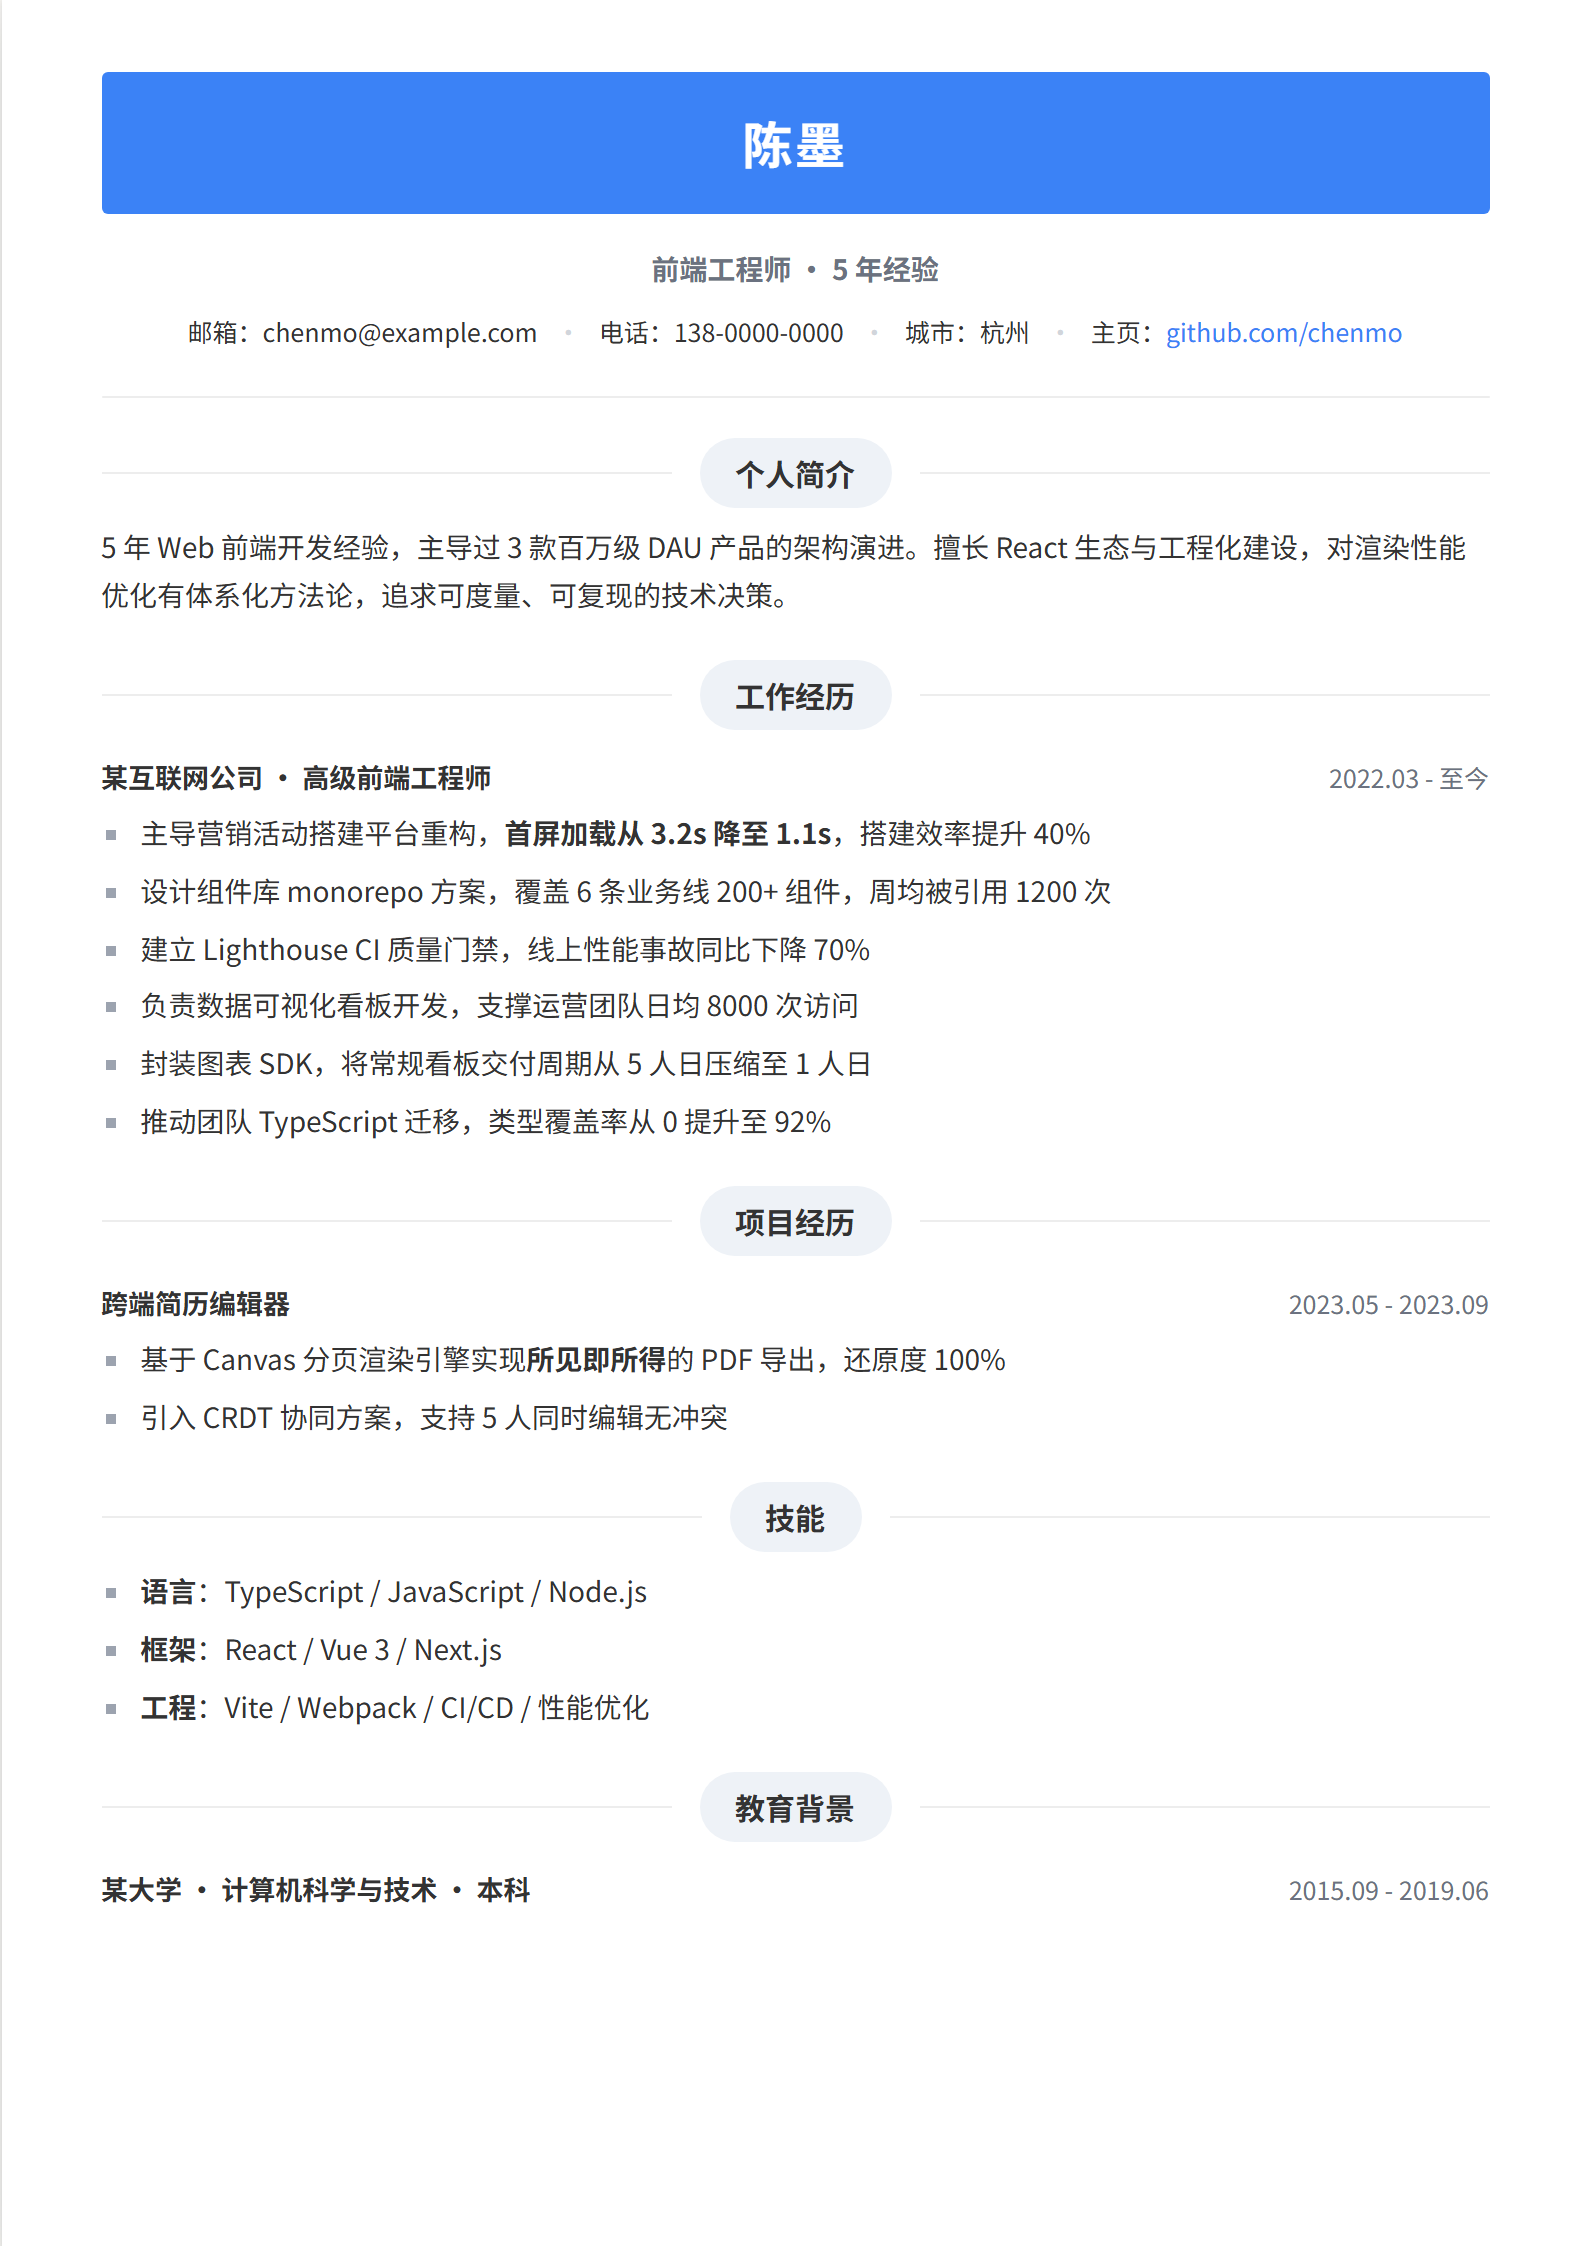 陈墨
前端工程师 • 5 年经验
邮箱：chenmo@example.com • 电话：138-0000-0000 • 城市：杭州 • 主页：github.com/chenmo
个人简介
5 年 Web 前端开发经验，主导过 3 款百万级 DAU 产品的架构演进。擅长 React 生态与工程化建设，对渲染性能
优化有体系化方法论，追求可度量、可复现的技术决策。
工作经历
某互联网公司 • 高级前端工程师 2022.03 - 至今
主导营销活动搭建平台重构，首屏加载从 3.2s 降至 1.1s，搭建效率提升 40%
设计组件库 monorepo 方案，覆盖 6 条业务线 200+ 组件，周均被引用 1200 次
建立 Lighthouse CI 质量门禁，线上性能事故同比下降 70%
负责数据可视化看板开发，支撑运营团队日均 8000 次访问
封装图表 SDK，将常规看板交付周期从 5 人日压缩至 1 人日
推动团队 TypeScript 迁移，类型覆盖率从 0 提升至 92%
项目经历
跨端简历编辑器 2023.05 - 2023.09
基于 Canvas 分页渲染引擎实现所见即所得的 PDF 导出，还原度 100%
引入 CRDT 协同方案，支持 5 人同时编辑无冲突
技能
语言：TypeScript / JavaScript / Node.js
框架：React / Vue 3 / Next.js
工程：Vite / Webpack / CI/CD / 性能优化
教育背景
某大学 • 计算机科学与技术 • 本科 2015.09 - 2019.06